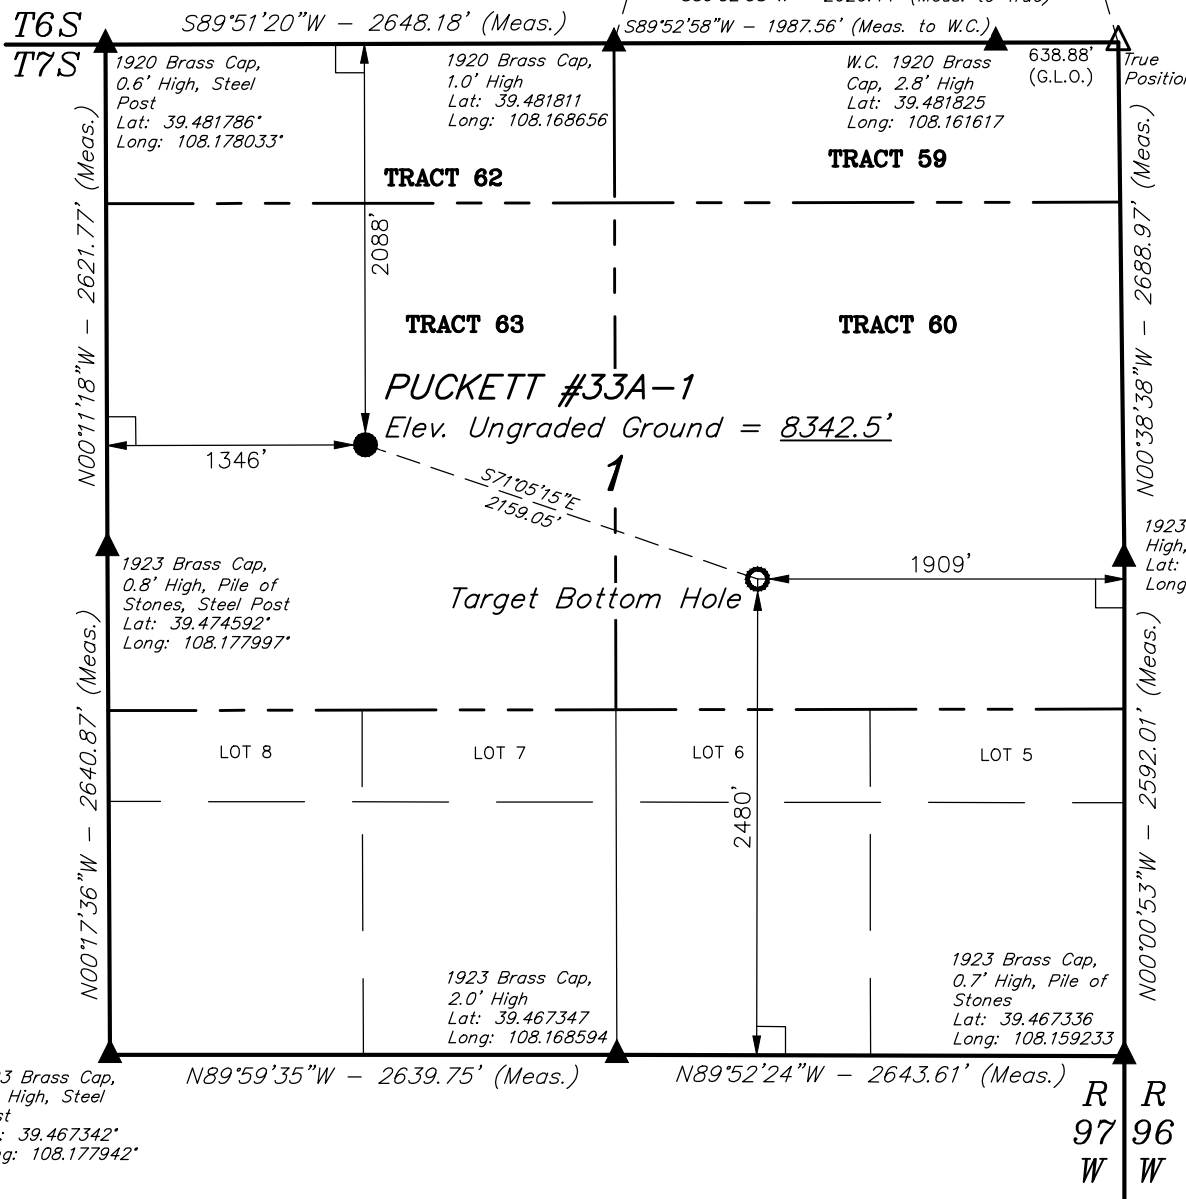 T6S
T7S
S89°51'20"W – 2648.18' (Meas.)
S89°52'58"W – 1987.56' (Meas. to W.C.)
1920 Brass Cap,
0.6' High, Steel
Post
Lat: 39.481786°
Long: 108.178033°
1920 Brass Cap,
1.0' High
Lat: 39.481811
Long: 108.168656
W.C. 1920 Brass
Cap, 2.8' High
Lat: 39.481825
Long: 108.161617
638.88'
(G.L.O.)
True
Position
TRACT 62
TRACT 59
N00°11'18"W – 2621.77' (Meas.)
2088'
N00°38'38"W – 2688.97' (Meas.)
TRACT 63
TRACT 60
PUCKETT #33A–1
Elev. Ungraded Ground = 8342.5'
1346'
1
S71°05'15"E
2159.05'
1923
High,
Lat:
Long
1923 Brass Cap,
0.8' High, Pile of
Stones, Steel Post
Lat: 39.474592°
Long: 108.177997°
1909'
Target Bottom Hole
N00°17'36"W – 2640.87' (Meas.)
N00°00'53"W – 2592.01' (Meas.)
LOT 8
LOT 7
LOT 6
LOT 5
2480'
1923 Brass Cap,
2.0' High
Lat: 39.467347
Long: 108.168594
1923 Brass Cap,
0.7' High, Pile of
Stones
Lat: 39.467336
Long: 108.159233
3 Brass Cap,
High, Steel
st
: 39.467342°
ng: 108.177942°
N89°59'35"W – 2639.75' (Meas.)
N89°52'24"W – 2643.61' (Meas.)
R R
97 96
W W